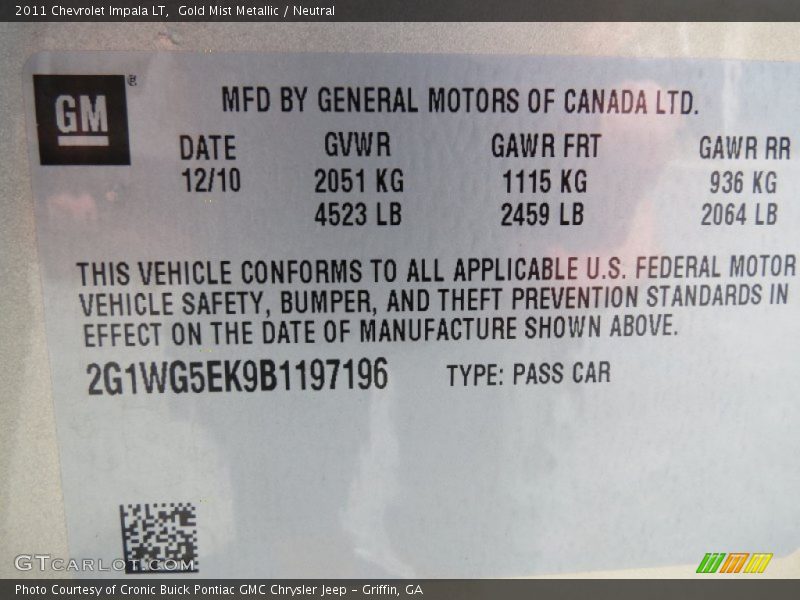 2011 Chevrolet Impala LT,  Gold Mist Metallic / Neutral
GM®
MFD BY GENERAL MOTORS OF CANADA LTD.
DATE GVWR GAWR FRT GAWR RR
12/10 2051 KG 1115 KG 936 KG
4523 LB 2459 LB 2064 LB
THIS VEHICLE CONFORMS TO ALL APPLICABLE U.S. FEDERAL MOTOR
VEHICLE SAFETY, BUMPER, AND THEFT PREVENTION STANDARDS IN
EFFECT ON THE DATE OF MANUFACTURE SHOWN ABOVE.
2G1WG5EK9B1197196 TYPE: PASS CAR
GTCARLOT.COM
Photo Courtesy of Cronic Buick Pontiac GMC Chrysler Jeep - Griffin, GA